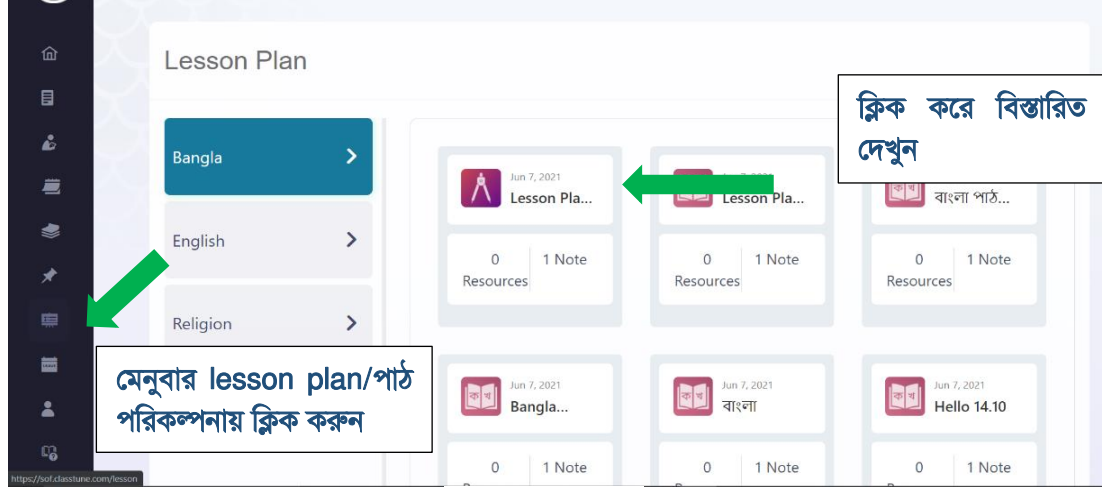 Lesson Plan
ক্লিক করে বিস্তারিত
দেখুন
Bangla
English
Religion
Jun 7, 2021
Lesson Pla...
0
Resources
1 Note
Lesson Pla...
0
Resources
1 Note
বাংলা পাঠ...
0
Resources
1 Note
মেনুবার lesson plan/পাঠ
পরিকল্পনায় ক্লিক করুন
Jun 7, 2021
Bangla...
0
1 Note
Jun 7, 2021
বাংলা
0
1 Note
Jun 7, 2021
Hello 14.10
0
1 Note
https://sof.classtune.com/lesson